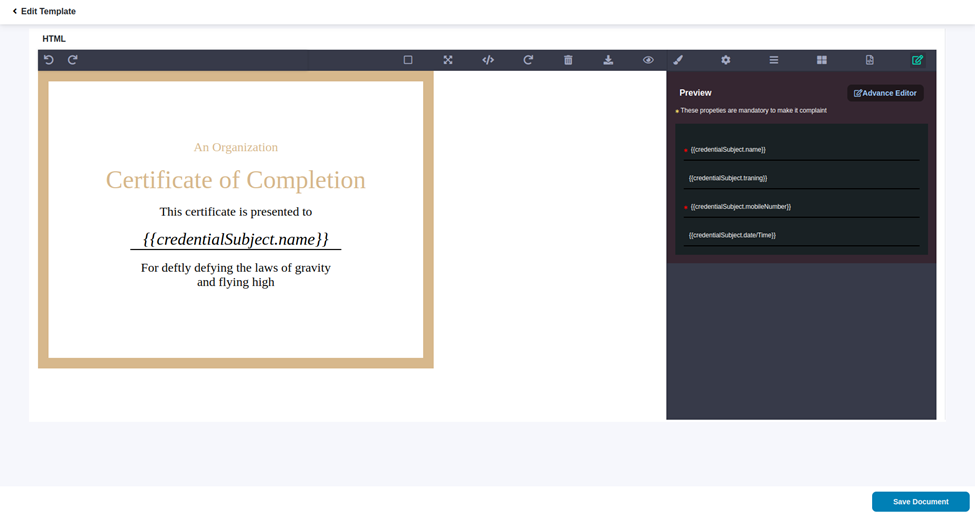 Edit Template
HTML
An Organization
Certificate of Completion
This certificate is presented to
{{credentialSubject.name}}
For deftly defying the laws of gravity
and flying high
Preview
Advance Editor
These propeties are mandatory to make it complaint
{{credentialSubject.name}}
{{credentialSubject.traning}}
{{credentialSubject.mobileNumber}}
{{credentialSubject.date/Time}}
Save Document